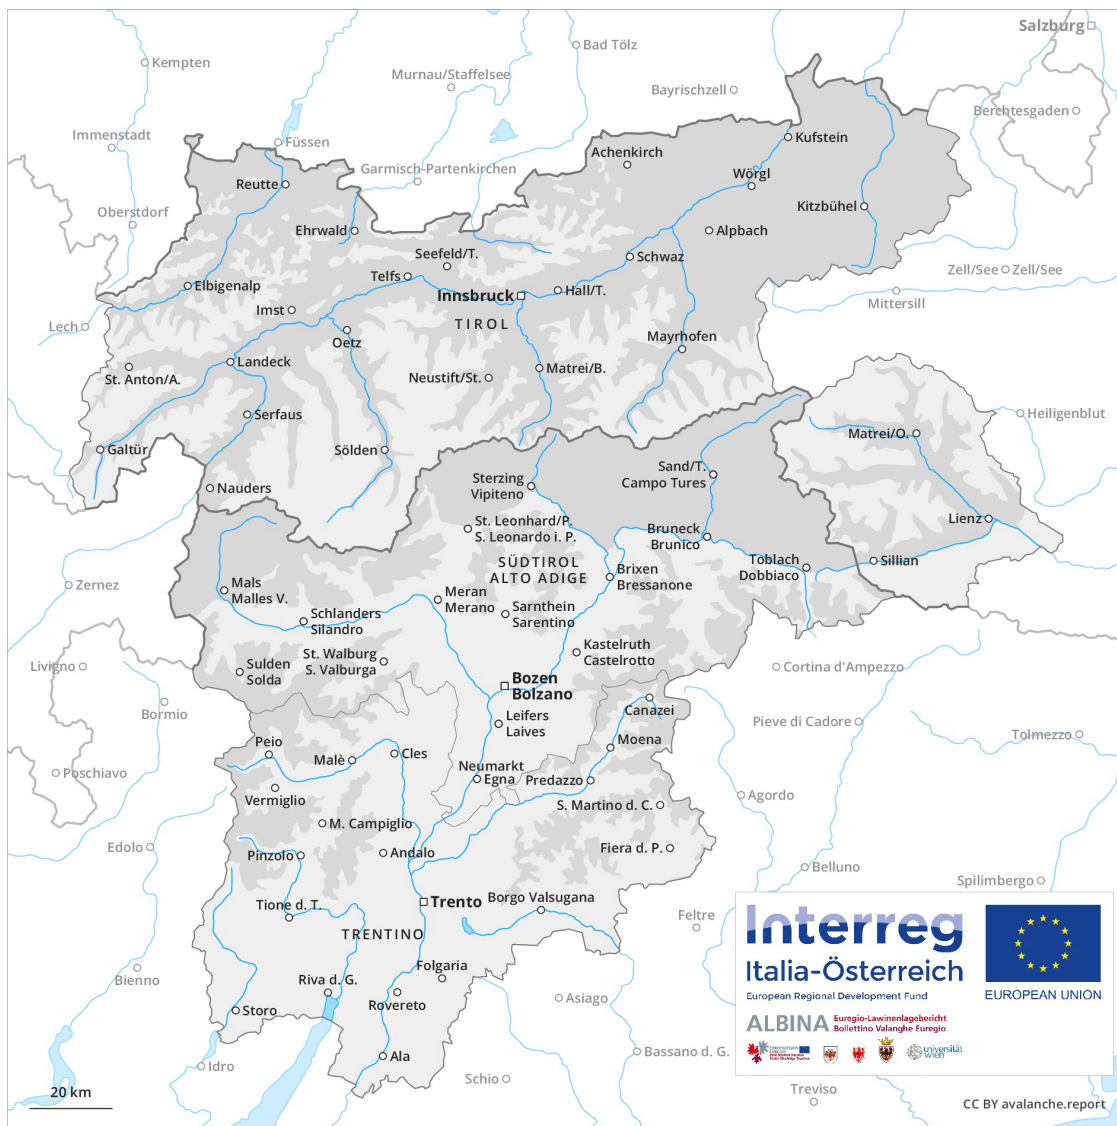 Salzburg
Bad Tölz
Kempten
Murnau/Staffelsee
Bayrischzell
Berchtesgaden
Immenstadt
Füssen
Kufstein
Achenkirch
Garmisch-Partenkirchen
Wörgl
Reutte
Kitzbühel
Oberstdorf
Ehrwald
Alpbach
Seefeld/T.
Schwaz
Zell/See
Zell/See
Telfs
Elbigenalp
Innsbruck
Hall/T.
Mittersill
Imst
TIROL
Lech
Oetz
Mayrhofen
Landeck
Matrei/B.
St. Anton/A.
Neustift/St.
Serfaus
Heiligenblut
Matrei/O.
Galtür
Sölden
Sand/T.
Campo Tures
Sterzing
Vipiteno
Nauders
Lienz
St. Leonhard/P.
S. Leonardo i. P.
Bruneck
Brunico
SÜDTIROL
ALTO ADIGE
Toblach
Dobbiaco
Sillian
Brixen
Bressanone
Zernez
Mals
Malles V.
Meran
Merano
Sarnthein
Sarentino
Schlanders
Silandro
Kastelruth
Castelrotto
St. Walburg
S. Valburga
Livigno
Sulden
Solda
Cortina d'Ampezzo
Bozen
Bolzano
Canazei
Bormio
Leifers
Laives
Pieve di Cadore
Tolmezzo
Peio
Moena
Malè
Cles
Neumarkt
Egna
Predazzo
Poschiavo
Vermiglio
S. Martino d. C.
Agordo
M. Campiglio
Edolo
Pinzolo
Andalo
Fiera d. P.
Belluno
Spilimbergo
Tione d. T.
Trento
Borgo Valsugana
Feltre
TRENTINO
Interreg
Italia-Österreich
European Regional Development Fund
EUROPEAN UNION
Bienno
Riva d. G.
Folgaria
Rovereto
Asiago
Storo
ALBINA
Euregio-Lawinenlagebericht
Bollettino Valanghe Euregio
universität
wien
Idro
Ala
Bassano d. G.
Schio
Treviso
20 km
CC BY avalanche.report